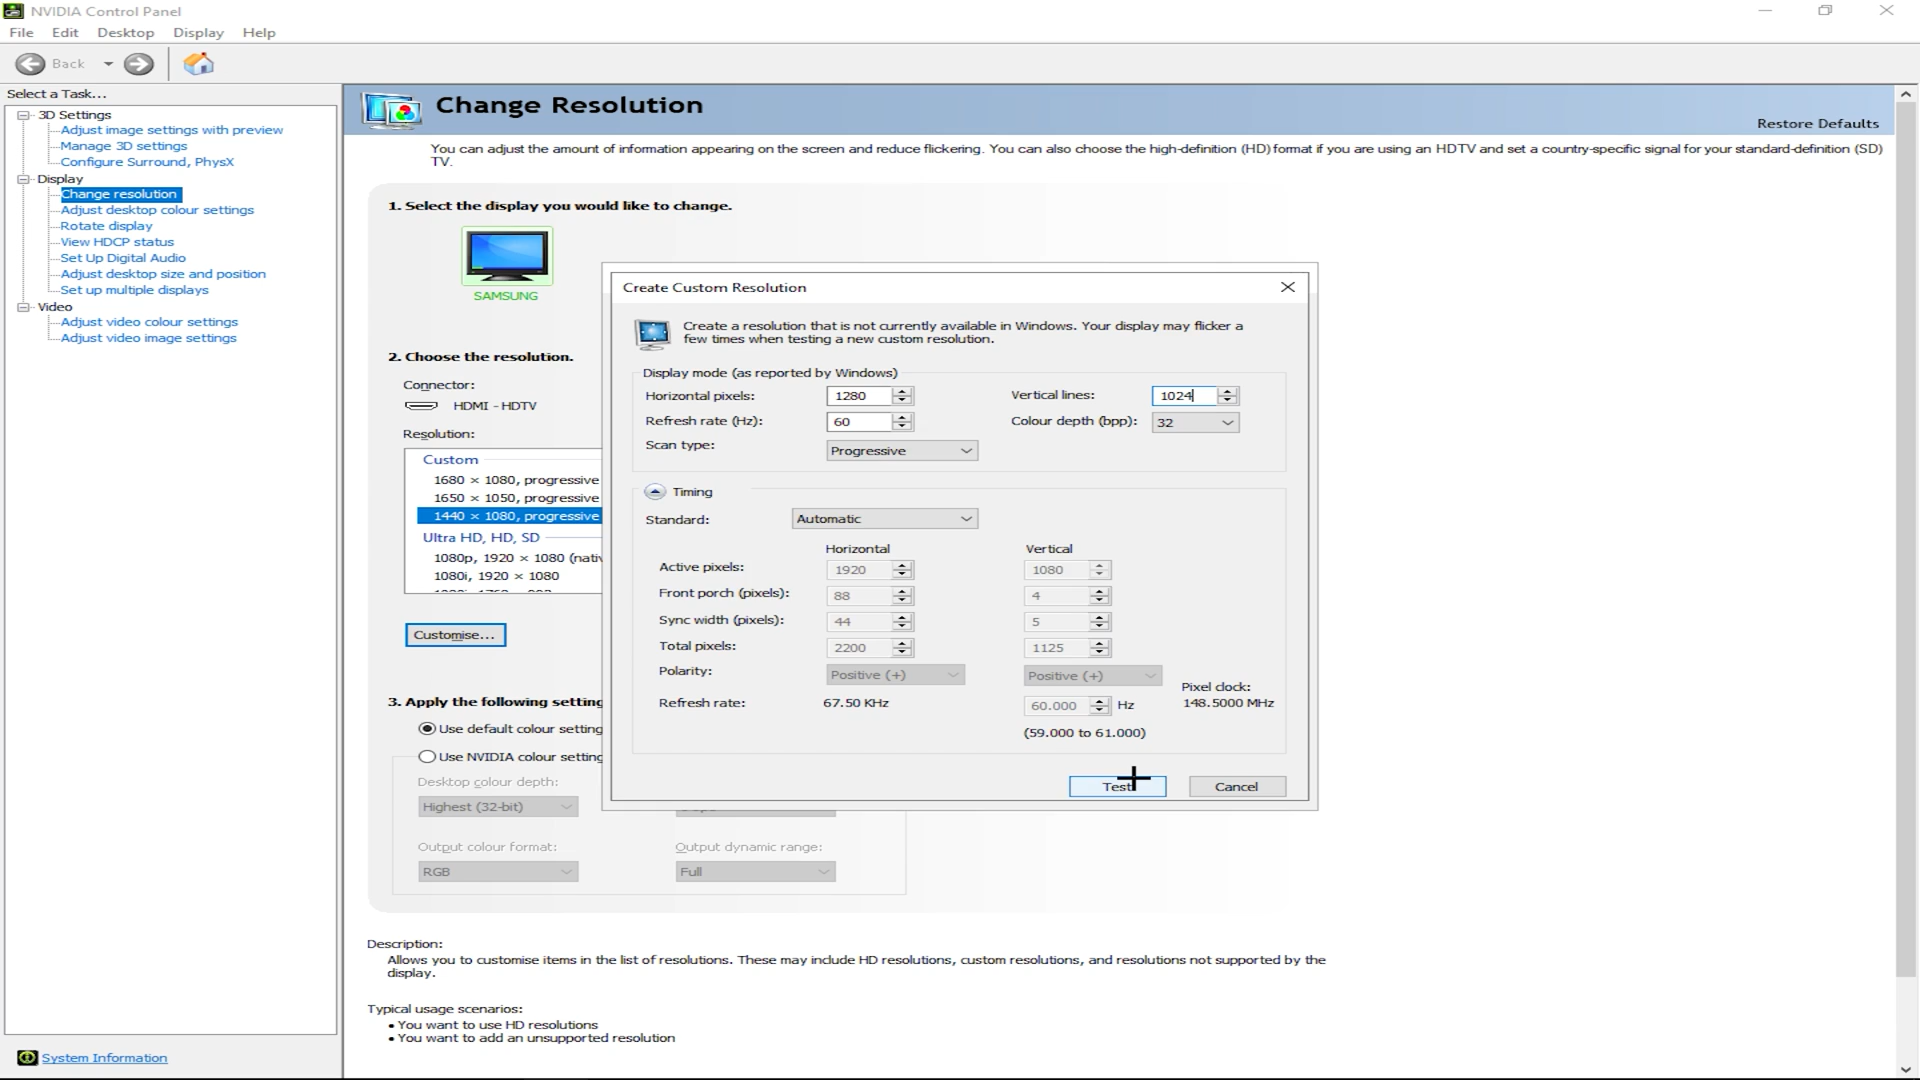 NVIDIA Control Panel
File Edit Desktop Display Help
Back
Select a Task...
3D Settings
Adjust image settings with preview
Manage 3D settings
Configure Surround, PhysX
Display
Change resolution
Adjust desktop colour settings
Rotate display
View HDCP status
Set Up Digital Audio
Adjust desktop size and position
Set up multiple displays
Video
Adjust video colour settings
Adjust video image settings
System Information
Change Resolution
Restore Defaults
You can adjust the amount of information appearing on the screen and reduce flickering. You can also choose the high-definition (HD) format if you are using an HDTV and set a country-specific signal for your standard-definition (SD)
TV.
1. Select the display you would like to change.
SAMSUNG
2. Choose the resolution.
Connector:
HDMI - HDTV
Resolution:
Custom
1680 × 1080, progressive
1650 × 1050, progressive
1440 × 1080, progressive
Ultra HD, HD, SD
1080p, 1920 × 1080 (nati
1080i, 1920 × 1080
Customise...
3. Apply the following setting
Use default colour setting
Use NVIDIA colour setting
Desktop colour depth:
Highest (32-bit)
Output colour format:
Output dynamic range:
RGB
Full
Description:
Allows you to customise items in the list of resolutions. These may include HD resolutions, custom resolutions, and resolutions not supported by the
display.
Typical usage scenarios:
• You want to use HD resolutions
• You want to add an unsupported resolution
Create Custom Resolution
Create a resolution that is not currently available in Windows. Your display may flicker a
few times when testing a new custom resolution.
Display mode (as reported by Windows)
Horizontal pixels: 1280 Vertical lines: 1024
Refresh rate (Hz): 60 Colour depth (bpp): 32
Scan type: Progressive
Timing
Standard: Automatic
Horizontal Vertical
Active pixels: 1920 1080
Front porch (pixels): 88 4
Sync width (pixels): 44 5
Total pixels: 2200 1125
Polarity: Positive (+) Positive (+)
Pixel clock:
Refresh rate: 67.50 KHz 60.000 Hz 148.5000 MHz
(59.000 to 61.000)
Test Cancel